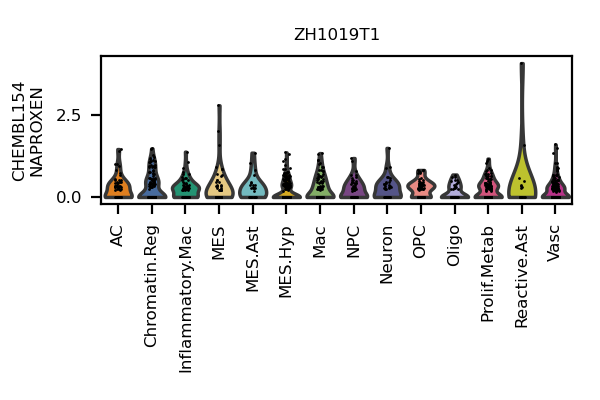 ZH1019T1
CHEMBL154
NAPROXEN
2.5
0.0
AC
Chromatin.Reg
Inflammatory.Mac
MES
MES.Ast
MES.Hyp
Mac
NPC
Neuron
OPC
Oligo
Prolif.Metab
Reactive.Ast
Vasc